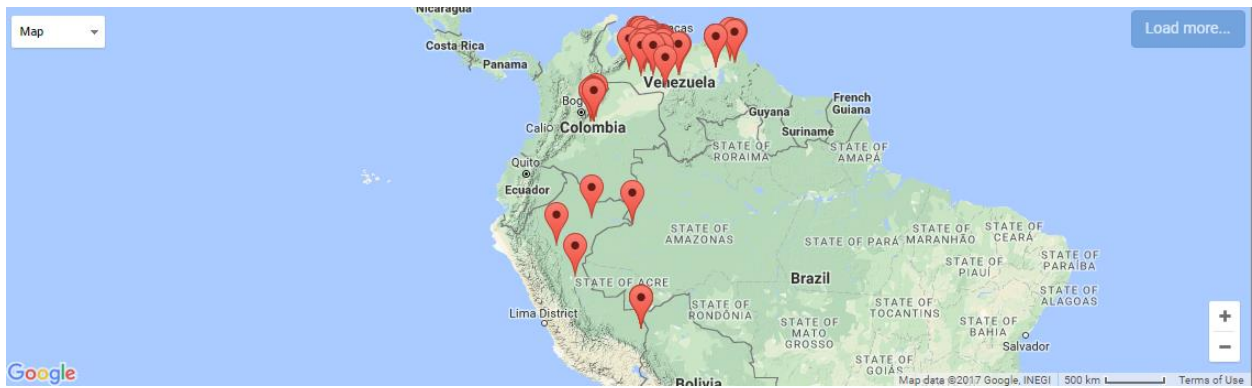 Nicaragua
Map
Load more...
Costa Rica
Panama
Venezuela
French
Guiana
Guyana
Suriname
Cali
Colombia
STATE OF
RORAIMA
STATE OF
AMAPÁ
Quito
Ecuador
STATE OF
AMAZONAS
STATE OF PARÁ
STATE OF
MARANHÃO
STATE OF
CEARÁ
STATE OF
PIAUÍ
STATE OF
PARAÍBA
STATE OF ACRE
Brazil
STATE OF
ALAGOAS
STATE OF
RONDÔNIA
STATE OF
TOCANTINS
Lima District
STATE OF
MATO
GROSSO
STATE OF
BAHIA
Salvador
STATE OF
GOIÁS
+
−
Google
Bolivia
Map data ©2017 Google, INEGI
500 km
Terms of Use